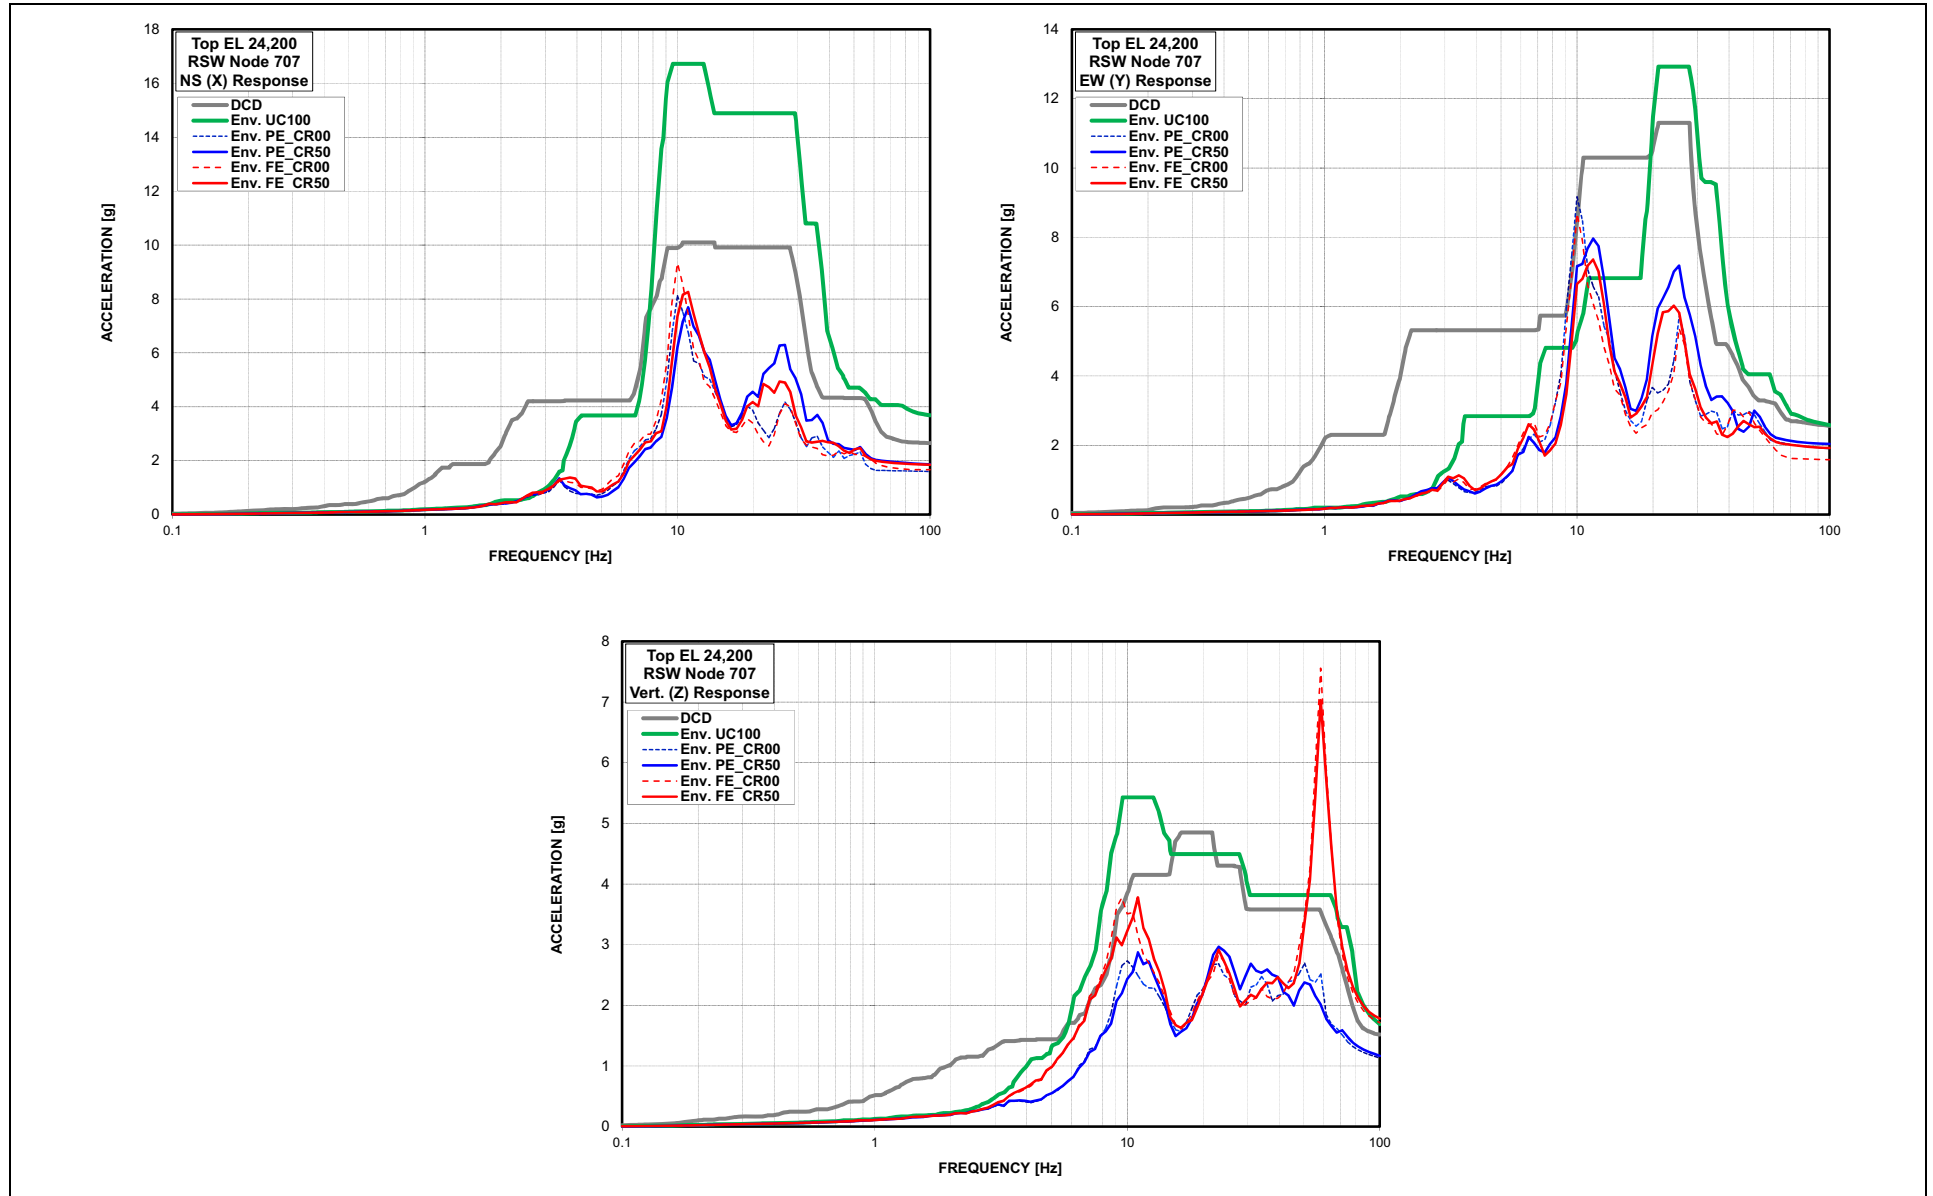 Top EL 24,200
RSW Node 707
NS (X) Response
DCD
Env. UC100
Env. PE_CR00
Env. PE_CR50
Env. FE_CR00
Env. FE_CR50
18
16
14
12
10
8
6
4
2
0
ACCELERATION [g]
0.1 1 10 100
FREQUENCY [Hz]
Top EL 24,200
RSW Node 707
EW (Y) Response
DCD
Env. UC100
Env. PE_CR00
Env. PE_CR50
Env. FE_CR00
Env. FE_CR50
14
12
10
8
6
4
2
0
ACCELERATION [g]
0.1 1 10 100
FREQUENCY [Hz]
Top EL 24,200
RSW Node 707
Vert. (Z) Response
DCD
Env. UC100
Env. PE_CR00
Env. PE_CR50
Env. FE_CR00
Env. FE_CR50
8
7
6
5
4
3
2
1
0
ACCELERATION [g]
0.1 1 10 100
FREQUENCY [Hz]